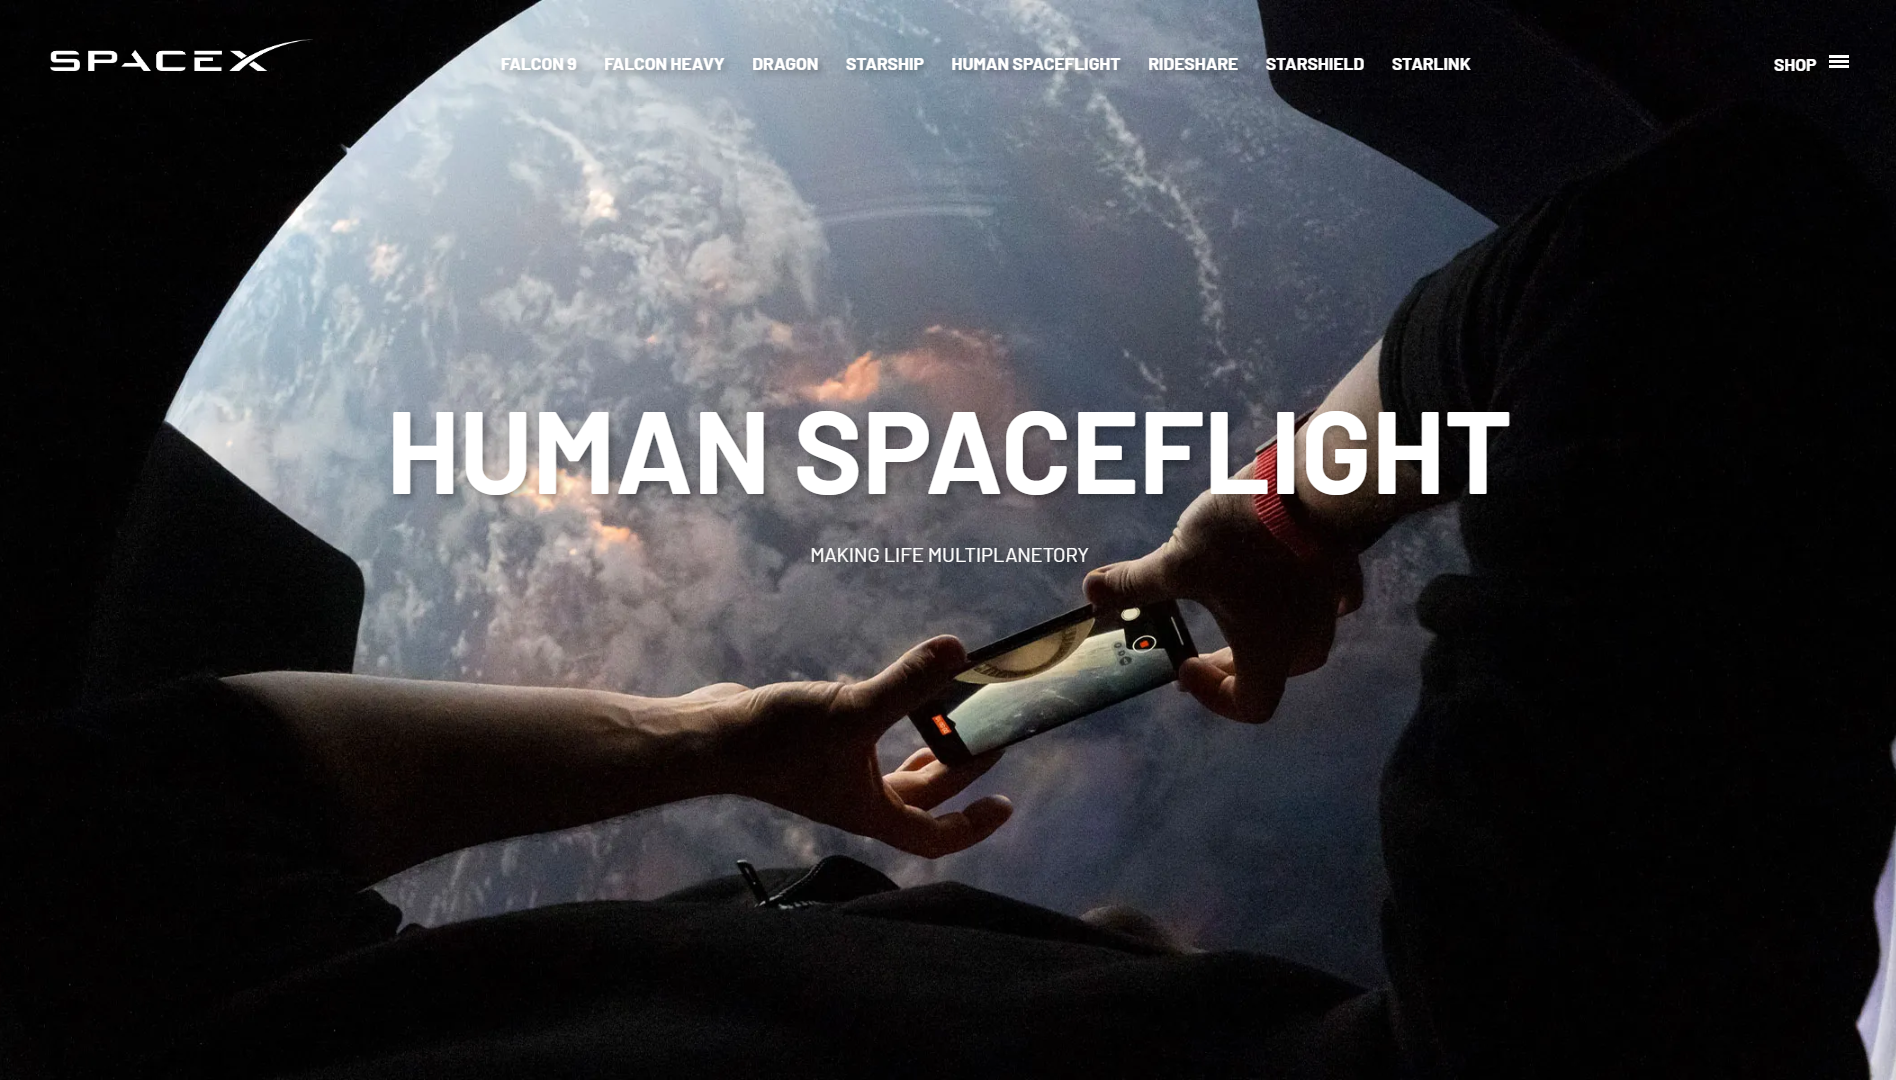 SPACEX
FALCON 9 FALCON HEAVY DRAGON STARSHIP HUMAN SPACEFLIGHT RIDESHARE STARSHIELD STARLINK
SHOP
HUMAN SPACEFLIGHT
MAKING LIFE MULTIPLANETORY